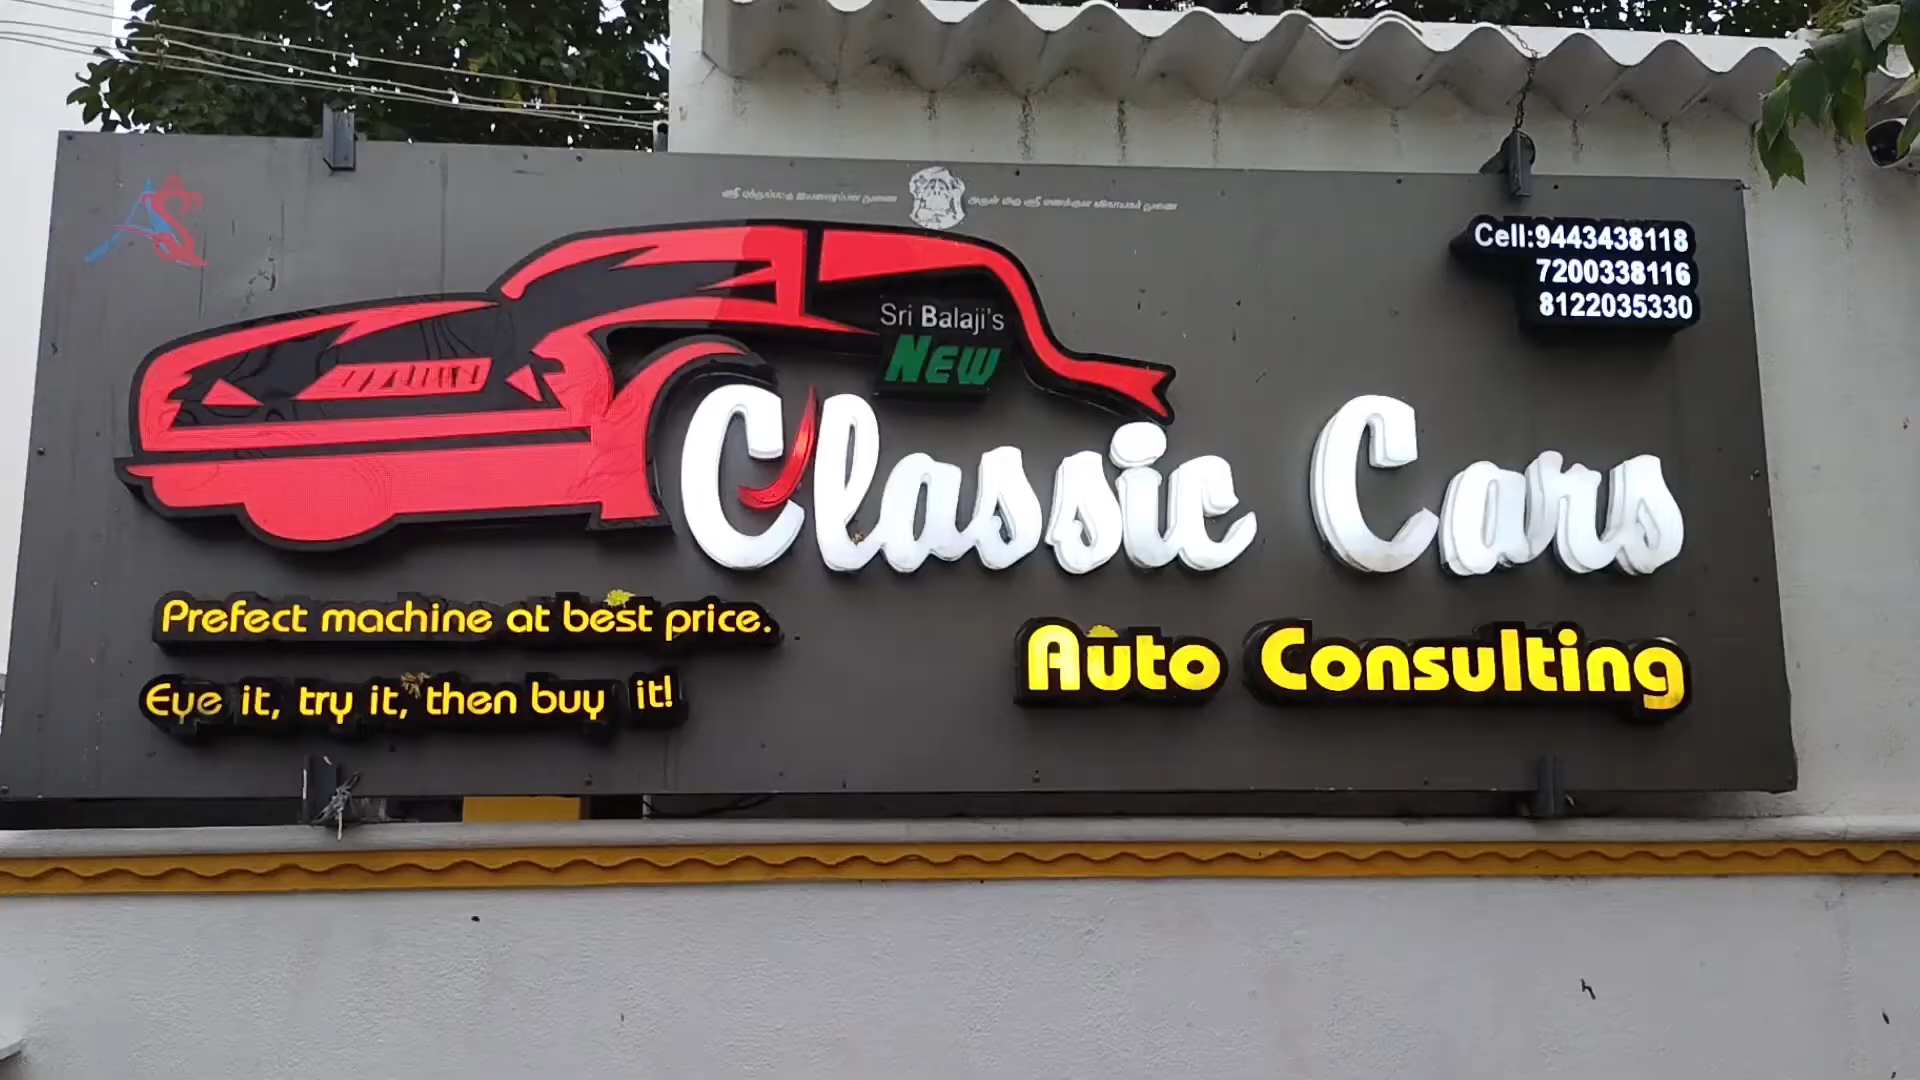 AS
Cell:9443438118
7200338116
8122035330
Sri Balaji's
NEW
Classic Cars
Prefect machine at best price.
Eye it, try it, then buy it!
Auto Consulting